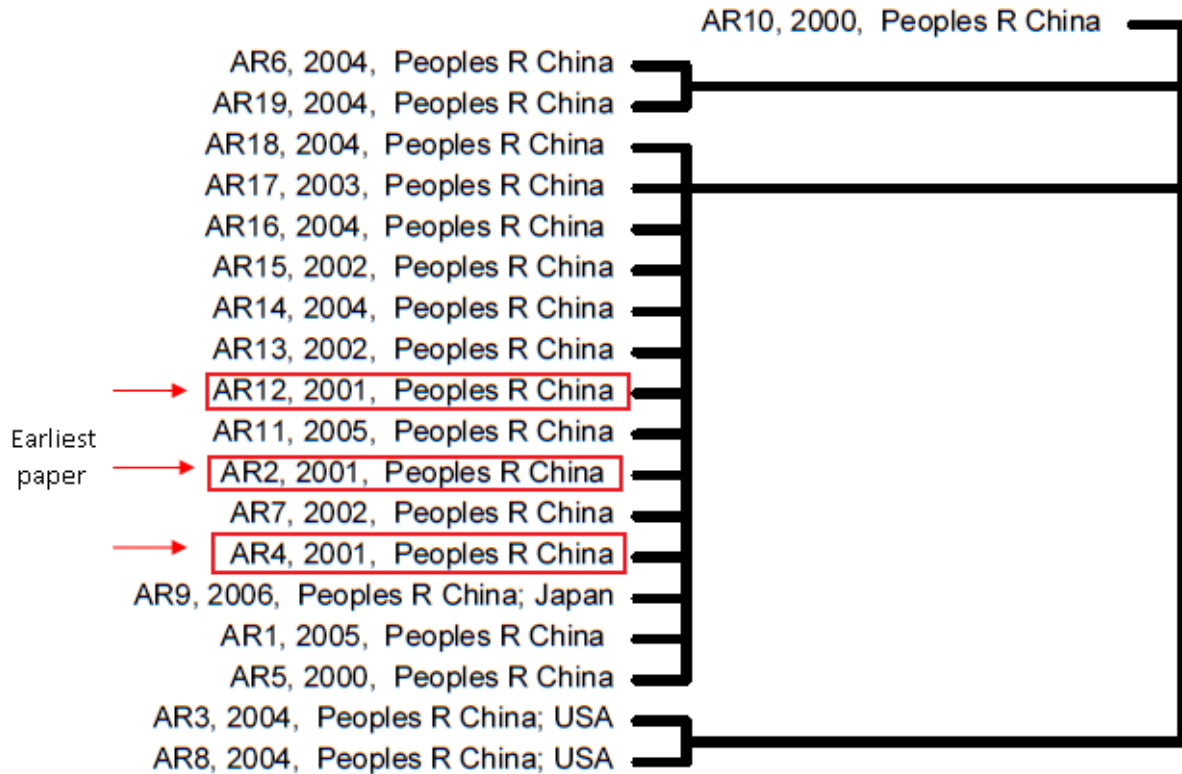 AR10, 2000, Peoples R China
AR6, 2004, Peoples R China
AR19, 2004, Peoples R China
AR18, 2004, Peoples R China
AR17, 2003, Peoples R China
AR16, 2004, Peoples R China
AR15, 2002, Peoples R China
AR14, 2004, Peoples R China
AR13, 2002, Peoples R China
AR12, 2001, Peoples R China
AR11, 2005, Peoples R China
Earliest
paper
AR2, 2001, Peoples R China
AR7, 2002, Peoples R China
AR4, 2001, Peoples R China
AR9, 2006, Peoples R China; Japan
AR1, 2005, Peoples R China
AR5, 2000, Peoples R China
AR3, 2004, Peoples R China; USA
AR8, 2004, Peoples R China; USA